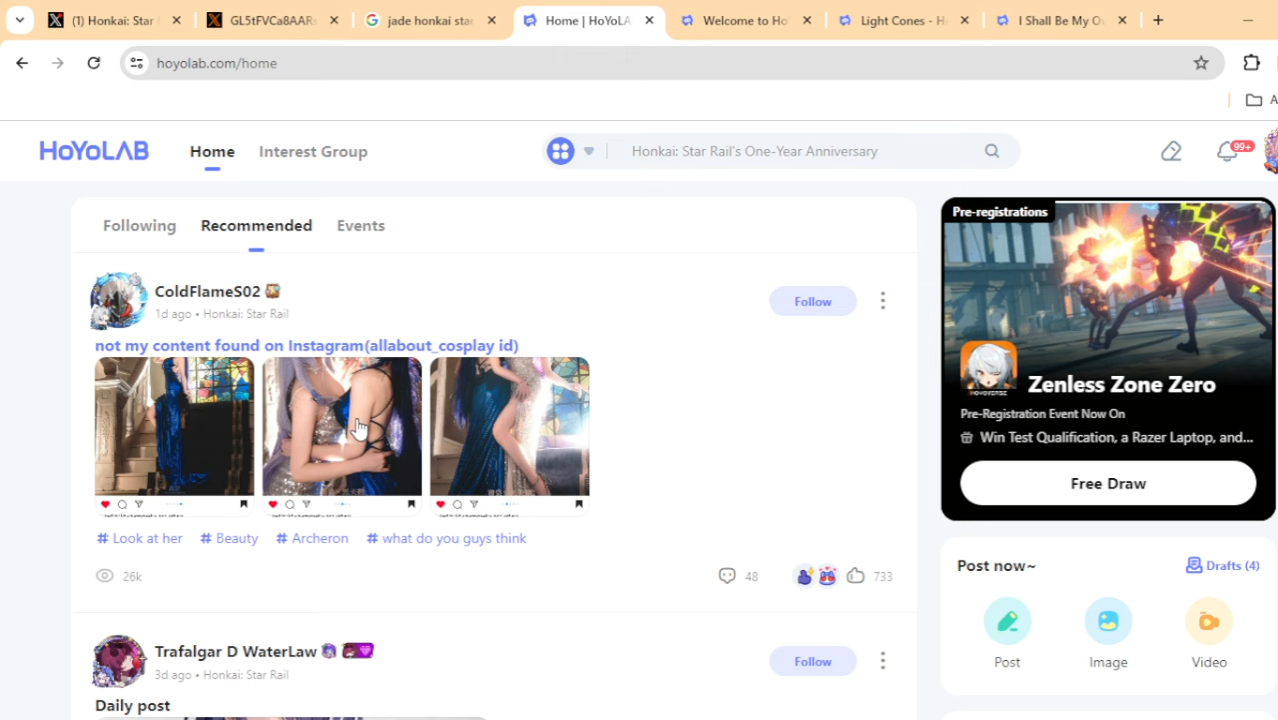 (1) Honkai: Star
GL5tFVCa8AAR
jade honkai star
Home | HoYoLA
Welcome to Ho
Light Cones - H
I Shall Be My O
hoyolab.com/home
A
HoYoLAB
Home
Interest Group
Honkai: Star Rail's One-Year Anniversary
99+
Following
Recommended
Events
ColdFlameS02
1d ago • Honkai: Star Rail
Follow
not my content found on Instagram(allabout_cosplay id)
# Look at her
# Beauty
# Archeron
# what do you guys think
26k
48
733
Trafalgar D WaterLaw
3d ago • Honkai: Star Rail
Follow
Daily post
Pre-registrations
Zenless Zone Zero
Pre-Registration Event Now On
Win Test Qualification, a Razer Laptop, and...
Free Draw
Post now~
Drafts (4)
Post
Image
Video